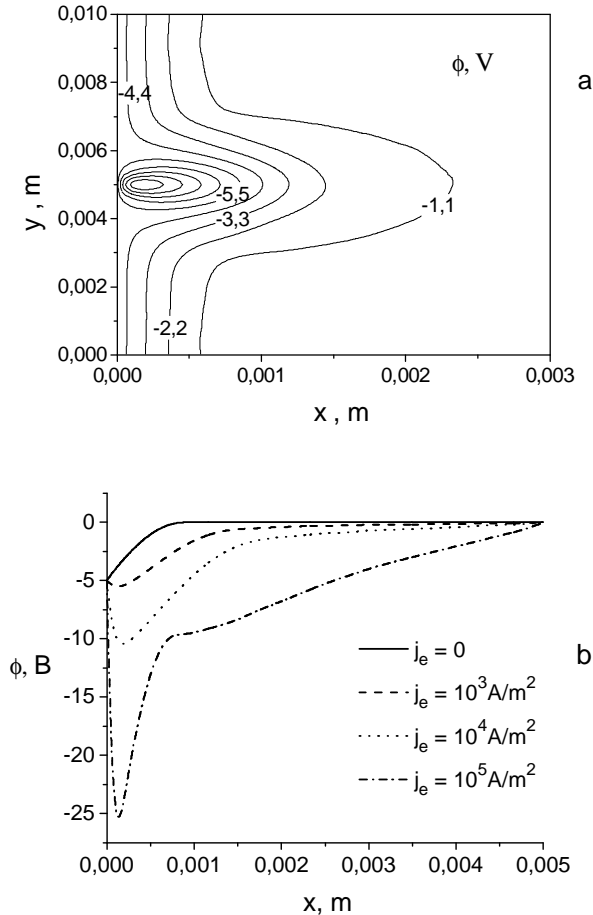 0,010
0,008
0,006
0,004
0,002
0,000
y , m
ϕ, V
a
-4,4
-5,5
-3,3
-1,1
-2,2
0,000 0,001 0,002 0,003
x , m
0
-5
-10
-15
-20
-25
ϕ, B
b
j_e = 0
j_e = 10^3A/m^2
j_e = 10^4A/m^2
j_e = 10^5A/m^2
0,000 0,001 0,002 0,003 0,004 0,005
x, m